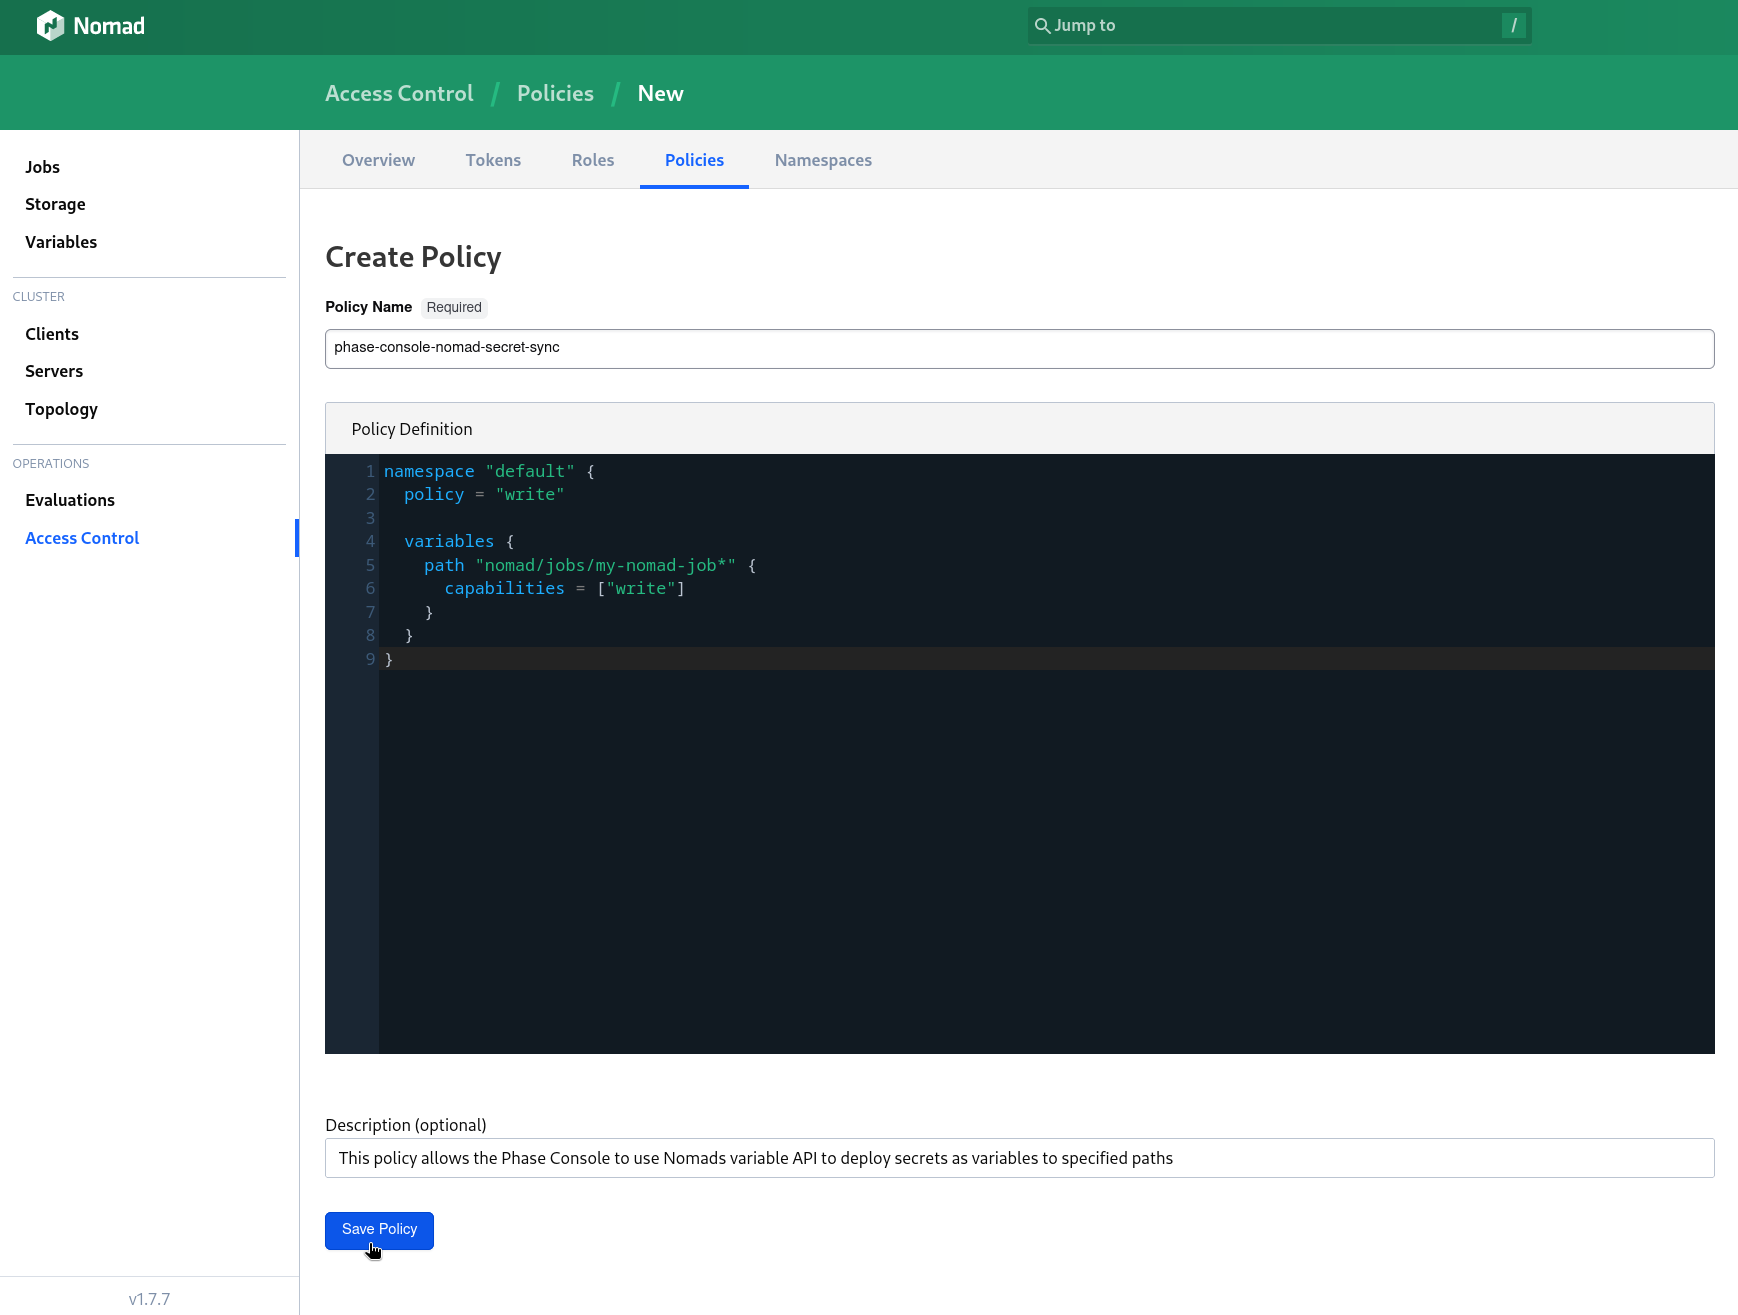 Nomad
Jump to /
Access Control / Policies / New
Jobs
Storage
Variables
CLUSTER
Clients
Servers
Topology
OPERATIONS
Evaluations
Access Control
v1.7.7
Overview Tokens Roles Policies Namespaces
Create Policy
Policy Name Required
phase-console-nomad-secret-sync
Policy Definition
1 namespace "default" {
2   policy = "write"
3
4   variables {
5     path "nomad/jobs/my-nomad-job*" {
6       capabilities = ["write"]
7     }
8   }
9 }
Description (optional)
This policy allows the Phase Console to use Nomads variable API to deploy secrets as variables to specified paths
Save Policy